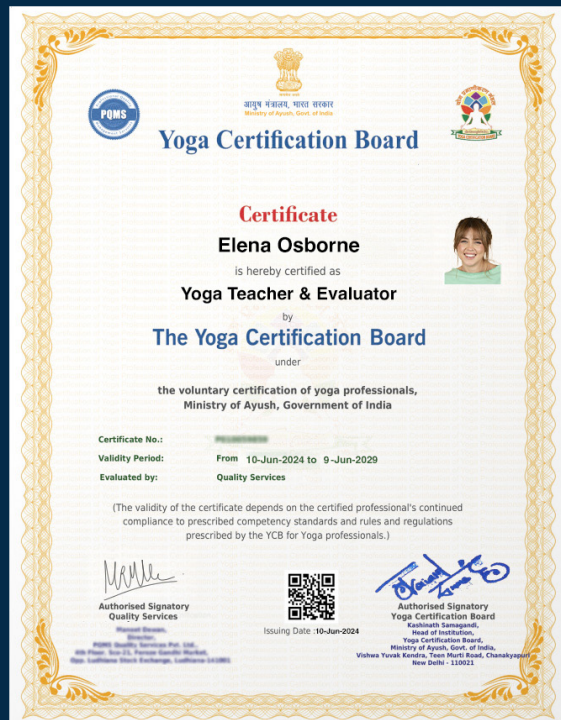 आयुष मंत्रालय, भारत सरकार
Ministry of Ayush, Govt. of India
PQMS
Yoga Certification Board
Certificate
Elena Osborne
is hereby certified as
Yoga Teacher & Evaluator
by
The Yoga Certification Board
under
the voluntary certification of yoga professionals,
Ministry of Ayush, Government of India
Certificate No.:
Validity Period: From 10-Jun-2024 to 9-Jun-2029
Evaluated by: Quality Services
(The validity of the certificate depends on the certified professional's continued
compliance to prescribed competency standards and rules and regulations
prescribed by the YCB for Yoga professionals.)
Authorised Signatory
Quality Services
Issuing Date :10-Jun-2024
Authorised Signatory
Yoga Certification Board
Kashinath Samagandi,
Head of Institution,
Yoga Certification Board,
Ministry of Ayush, Govt. of India,
Vishwa Yuvak Kendra, Teen Murti Road, Chanakyapuri
New Delhi - 110021